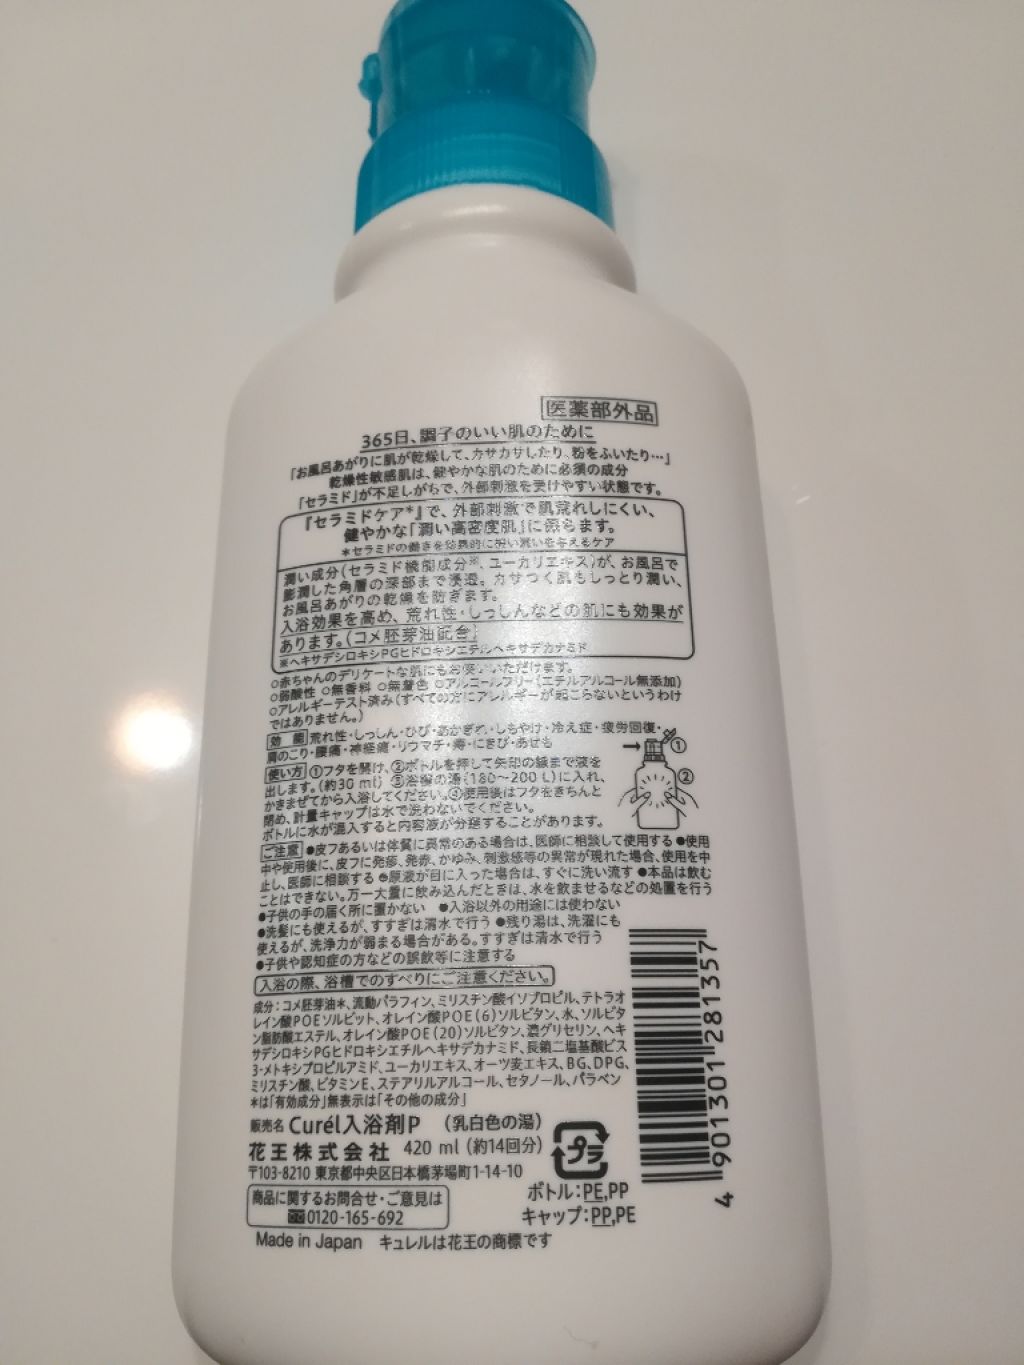 医薬部外品
365日、調子のいい肌のために
「お風呂あがりに肌が乾燥して、カサカサしたり、粉をふいたり…」
乾燥性敏感肌は、健やかな肌のために必須の成分
「セラミド」が不足しがちで、外部刺激を受けやすい状態です。
『セラミドケア*』で、外部刺激で肌荒れしにくい、
健やかな「潤い高密度肌」に保ちます。
*セラミドの働きを効果的に補い潤いを与えるケア
潤い成分(セラミド機能成分※、ユーカリエキス)が、お風呂で
膨潤した角層の深部まで浸透。カサつく肌もしっとり潤い、
お風呂あがりの乾燥を防ぎます。
入浴効果を高め、荒れ性・しっしんなどの肌にも効果が
あります。(コメ胚芽油配合)
※ヘキサデシロキシPGヒドロキシエチルヘキサデカナミド
○赤ちゃんのデリケートな肌にもお使いいただけます。
○弱酸性 ○無香料 ○無着色 ○アルコールフリー(エチルアルコール無添加)
○アレルギーテスト済み(すべての方にアレルギーが起こらないというわけ
ではありません。)
効 能 荒れ性・しっしん・ひび・あかぎれ・しもやけ・冷え症・疲労回復・
肩のこり・腰痛・神経痛・リウマチ・痔・にきび・あせも
使い方 ①フタを開け、②ボトルを押して矢印の線まで液を
出します。(約30 ml) ③浴槽の湯(180~200 L)に入れ、
かきまぜてから入浴してください。④使用後はフタをきちんと
閉め、計量キャップは水で洗わないでください。
ボトルに水が混入すると内容液が分離することがあります。
① ②
ご注意 ●皮フあるいは体質に異常のある場合は、医師に相談して使用する ●使用
中や使用後に、皮フに発疹、発赤、かゆみ、刺激感等の異常が現れた場合、使用を中
止し、医師に相談する ●原液が目に入った場合は、すぐに洗い流す ●本品は飲む
ことはできない。万一大量に飲み込んだときは、水を飲ませるなどの処置を行う
●子供の手の届く所に置かない ●入浴以外の用途には使わない
●洗髪にも使えるが、すすぎは清水で行う ●残り湯は、洗濯にも
使えるが、洗浄力が弱まる場合がある。すすぎは清水で行う
●子供や認知症の方などの誤飲等に注意する
入浴の際、浴槽でのすべりにご注意ください。
成分：コメ胚芽油*、流動パラフィン、ミリスチン酸イソプロピル、テトラオ
レイン酸POEソルビット、オレイン酸POE(6)ソルビタン、水、ソルビタ
ン脂肪酸エステル、オレイン酸POE(20)ソルビタン、濃グリセリン、ヘキ
サデシロキシPGヒドロキシエチルヘキサデカナミド、長鎖二塩基酸ビス
3-メトキシプロピルアミド、ユーカリエキス、オーツ麦エキス、BG、DPG、
ミリスチン酸、ビタミンE、ステアリルアルコール、セタノール、パラベン
*は「有効成分」無表示は「その他の成分」
販売名 Curél入浴剤P (乳白色の湯)
花王株式会社 420 ml (約14回分)
〒103-8210 東京都中央区日本橋茅場町1-14-10
商品に関するお問合せ・ご意見は
0120-165-692
Made in Japan キュレルは花王の商標です
プラ
ボトル：PE,PP
キャップ：PP,PE
4 901301 281357